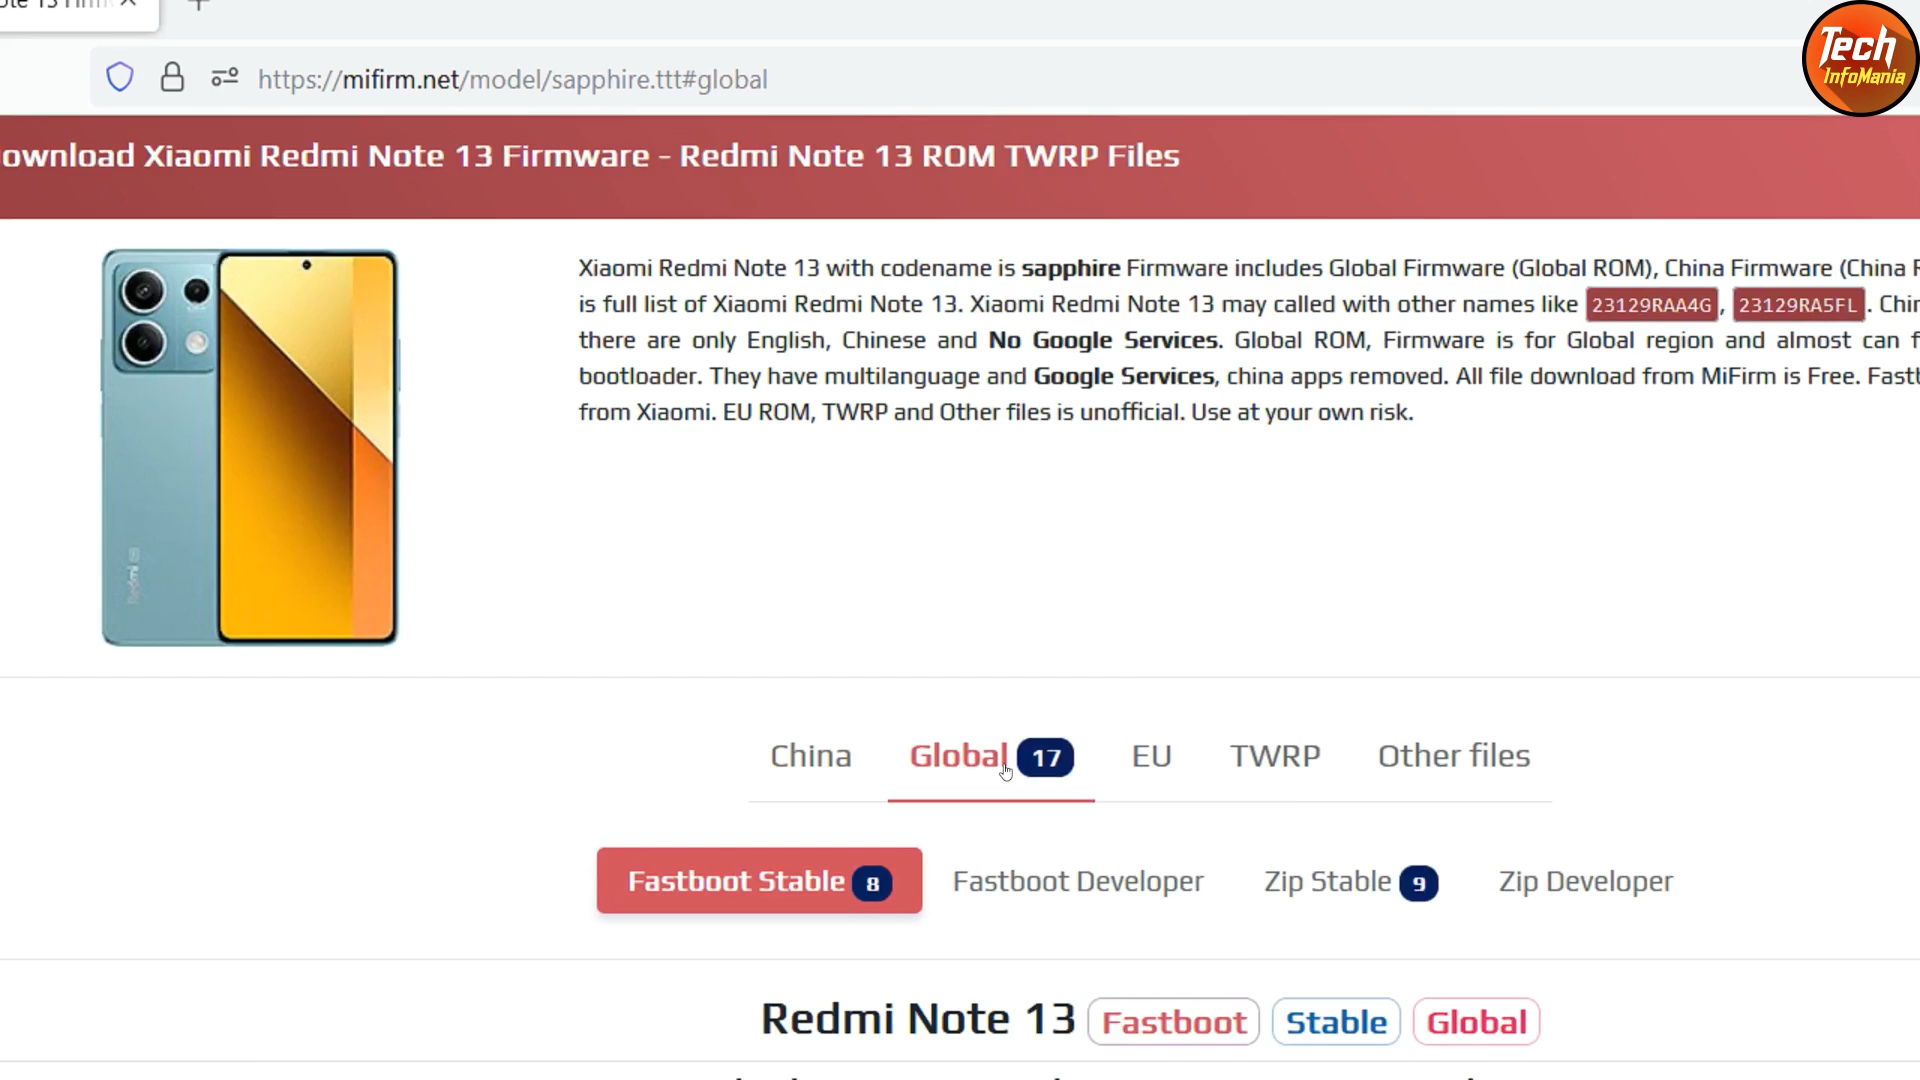 Tech
InfoMania
https://mifirm.net/model/sapphire.ttt#global
ownload Xiaomi Redmi Note 13 Firmware - Redmi Note 13 ROM TWRP Files
Xiaomi Redmi Note 13 with codename is sapphire Firmware includes Global Firmware (Global ROM), China Firmware (China R
is full list of Xiaomi Redmi Note 13. Xiaomi Redmi Note 13 may called with other names like 23129RAA4G, 23129RA5FL. Chin
there are only English, Chinese and No Google Services. Global ROM, Firmware is for Global region and almost can f
bootloader. They have multilanguage and Google Services, china apps removed. All file download from MiFirm is Free. Fastb
from Xiaomi. EU ROM, TWRP and Other files is unofficial. Use at your own risk.
Redmi
China Global 17 EU TWRP Other files
Fastboot Stable 8 Fastboot Developer Zip Stable 9 Zip Developer
Redmi Note 13 Fastboot Stable Global